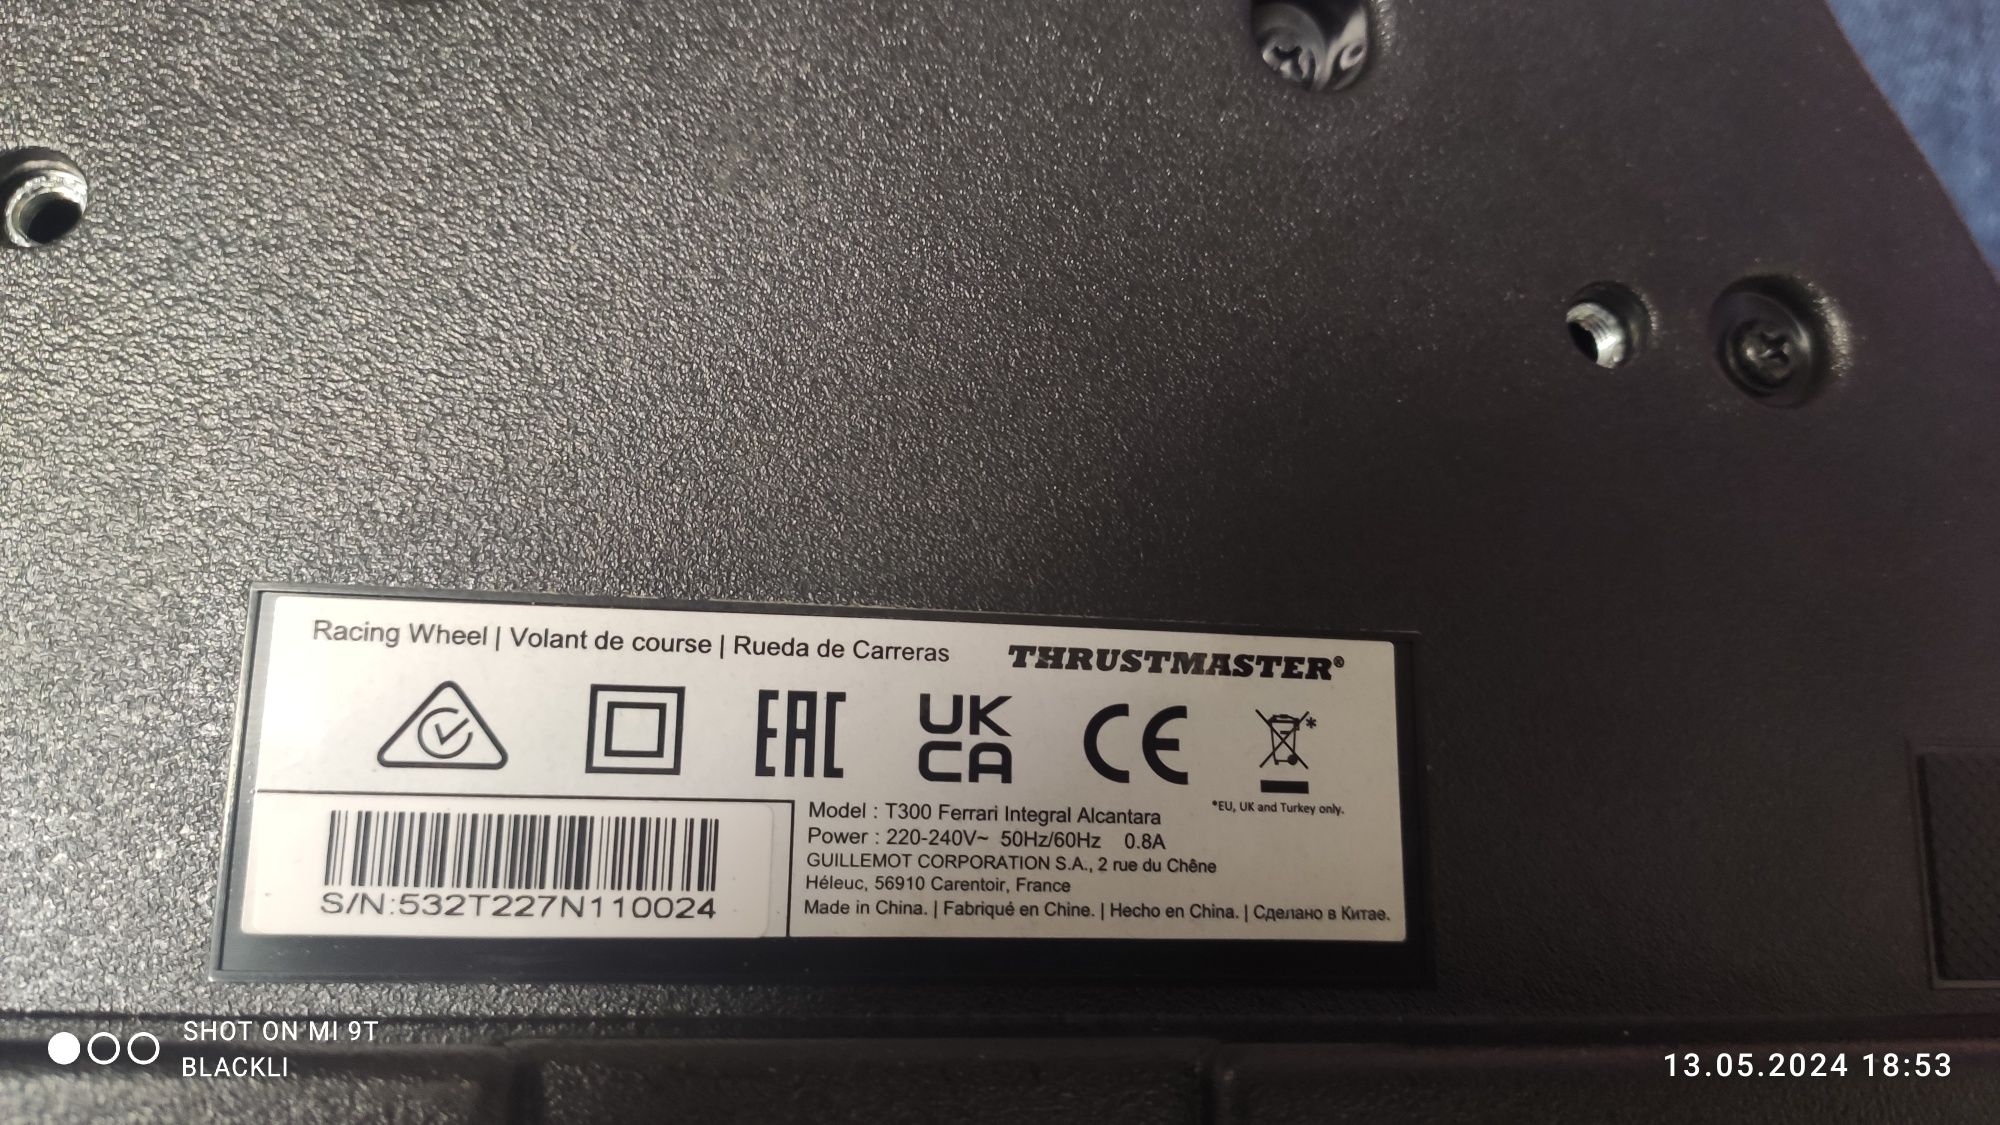 Racing Wheel | Volant de course | Rueda de Carreras
THRUSTMASTER®
EAC
UK
CA
CE
*
*EU, UK and Turkey only.
Model : T300 Ferrari Integral Alcantara
Power : 220-240V~ 50Hz/60Hz 0.8A
GUILLEMOT CORPORATION S.A., 2 rue du Chêne
Héleuc, 56910 Carentoir, France
Made in China. | Fabriqué en Chine. | Hecho en China. | Сделано в Китае.
S/N:532T227N110024
SHOT ON MI 9T
BLACKLI
13.05.2024 18:53